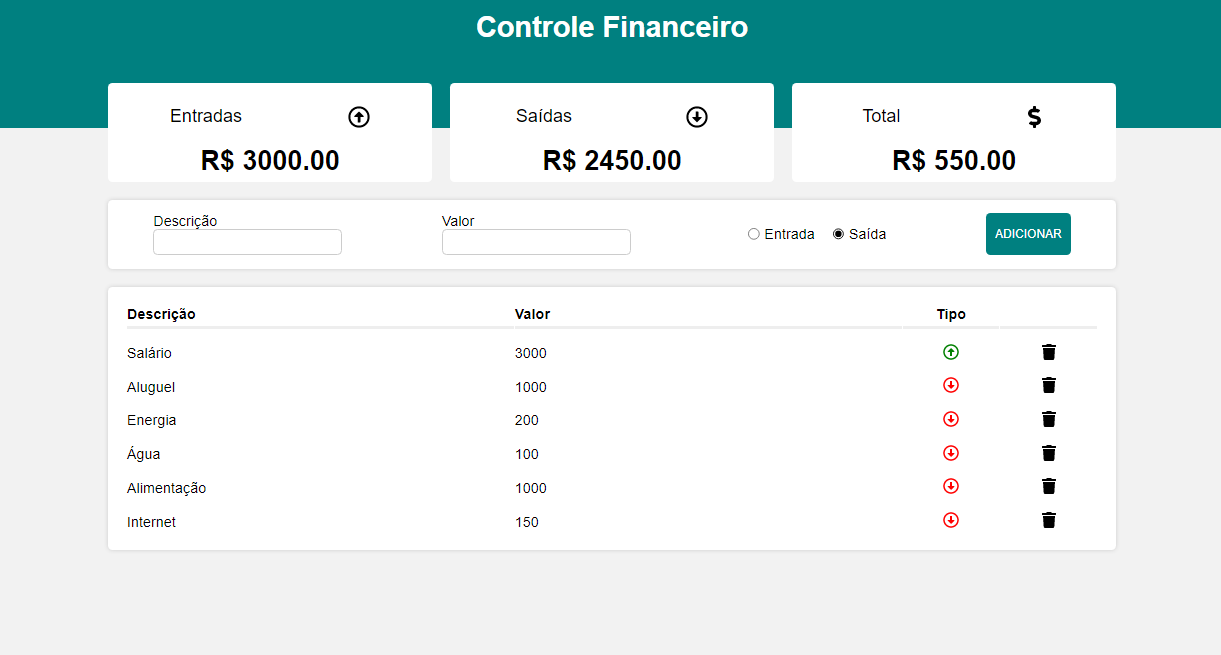 Controle Financeiro
Entradas
R$ 3000.00
Saídas
R$ 2450.00
Total
$
R$ 550.00
Descrição
Valor
Entrada Saída
ADICIONAR
Descrição Valor Tipo
Salário 3000
Aluguel 1000
Energia 200
Água 100
Alimentação 1000
Internet 150